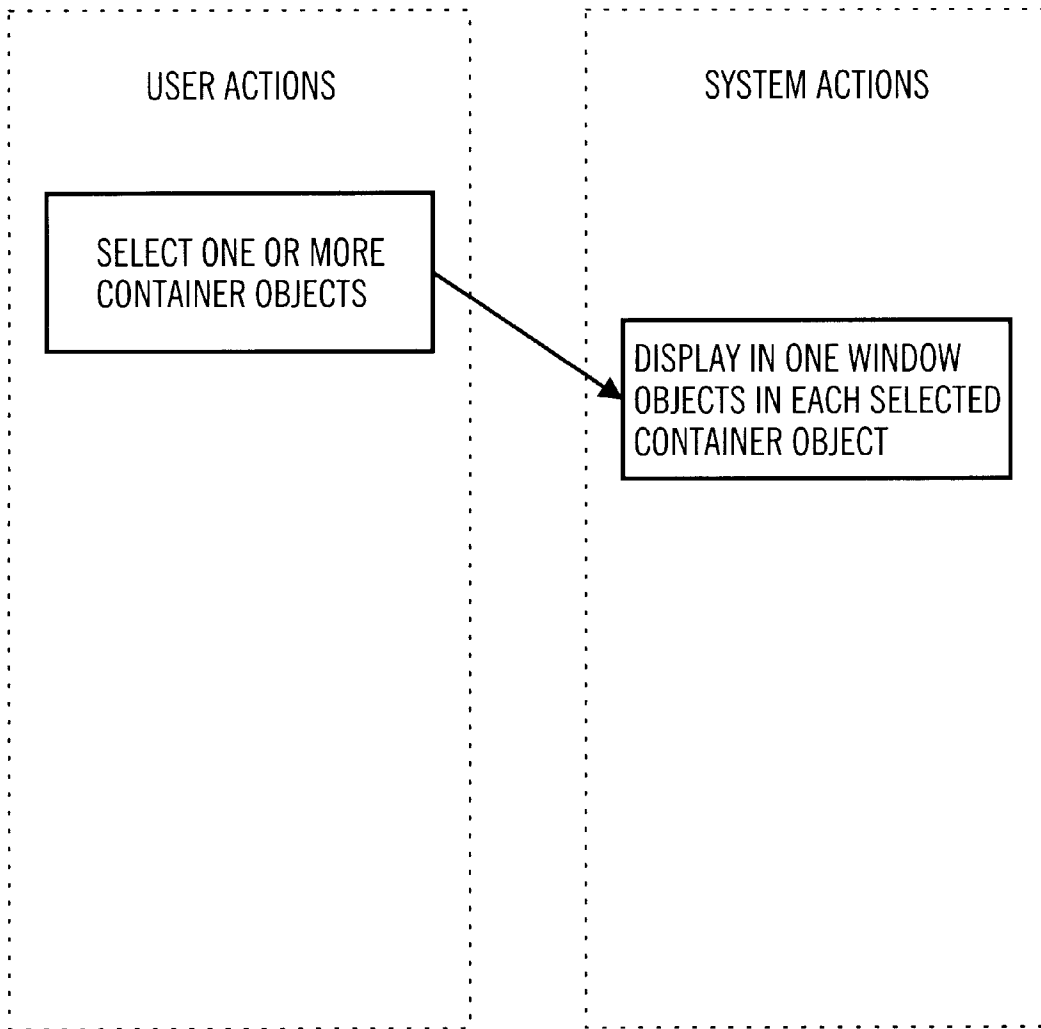 USER ACTIONS
SYSTEM ACTIONS
SELECT ONE OR MORE
CONTAINER OBJECTS
DISPLAY IN ONE WINDOW
OBJECTS IN EACH SELECTED
CONTAINER OBJECT